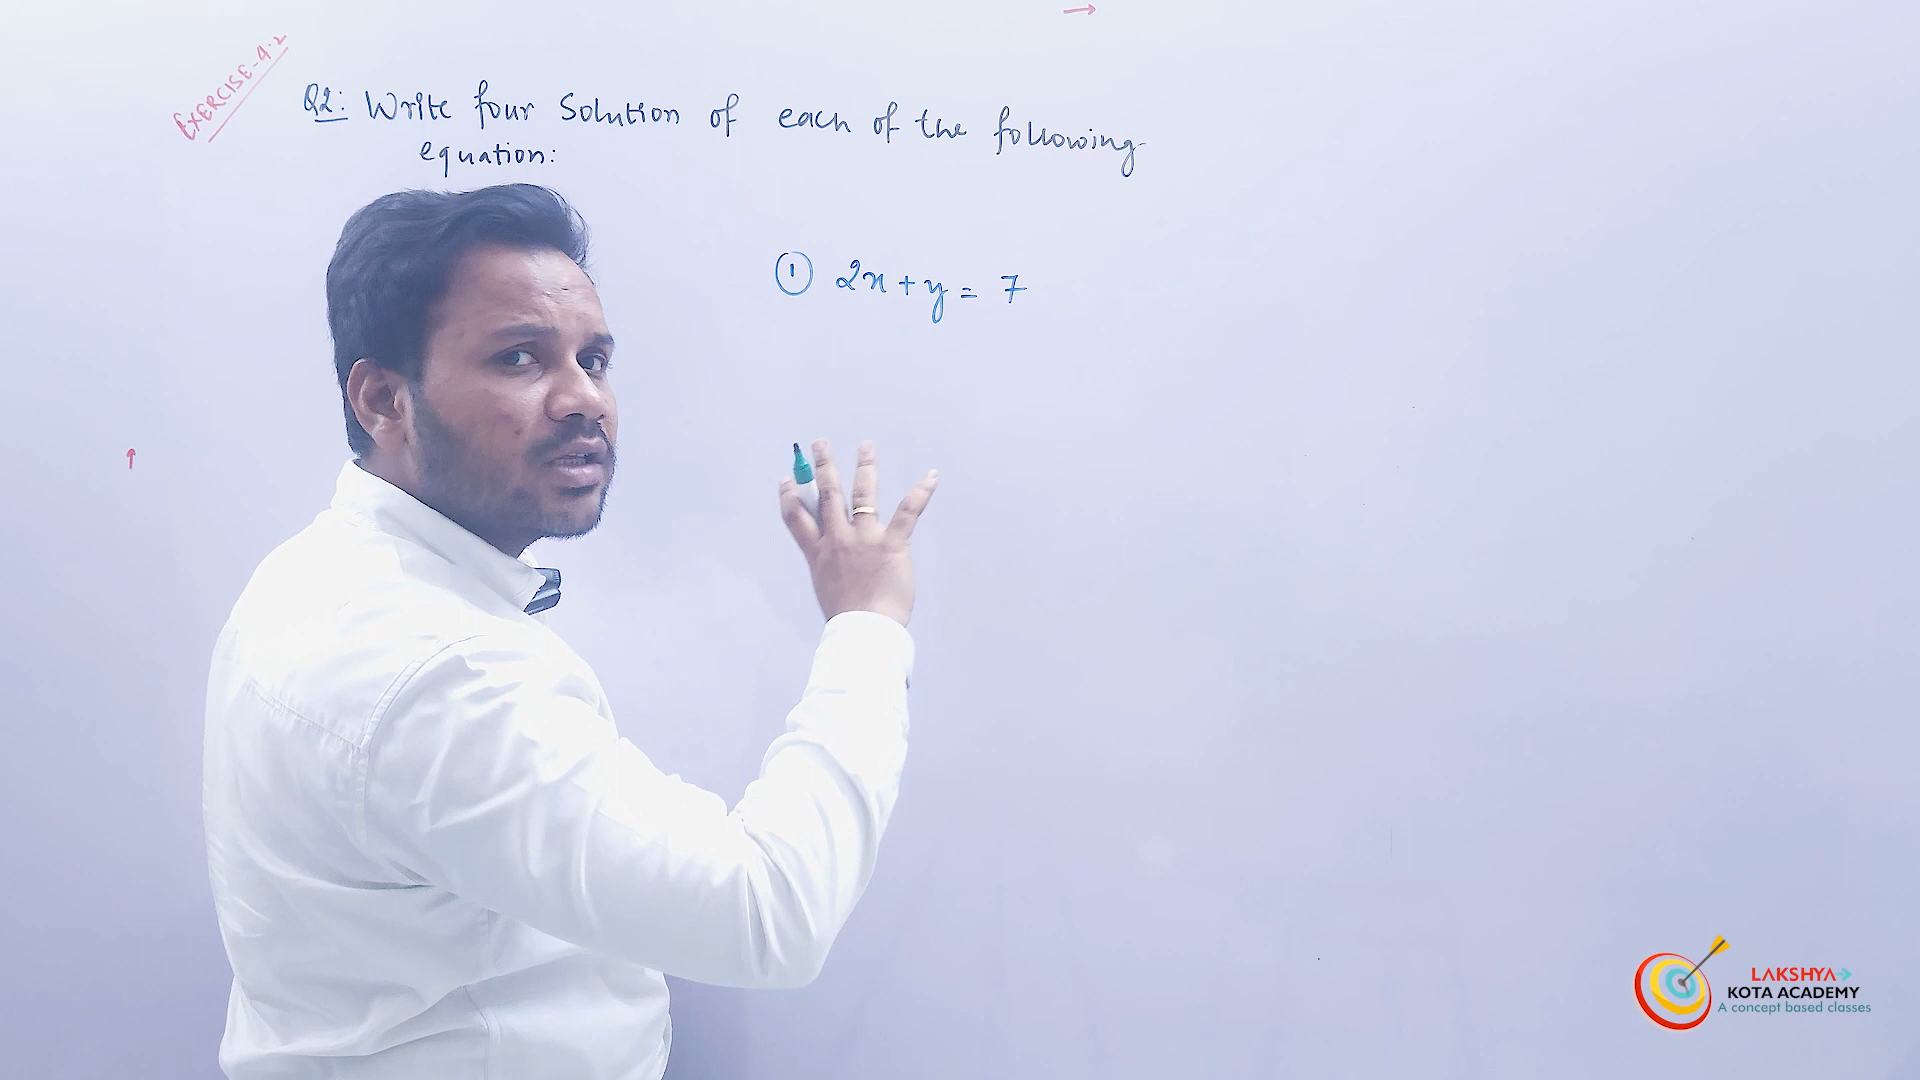 EXERCISE-4.2
Q2: Write four Solution of each of the following
equation:
① 2x+y = 7
LAKSHYA
KOTA ACADEMY
A concept based classes